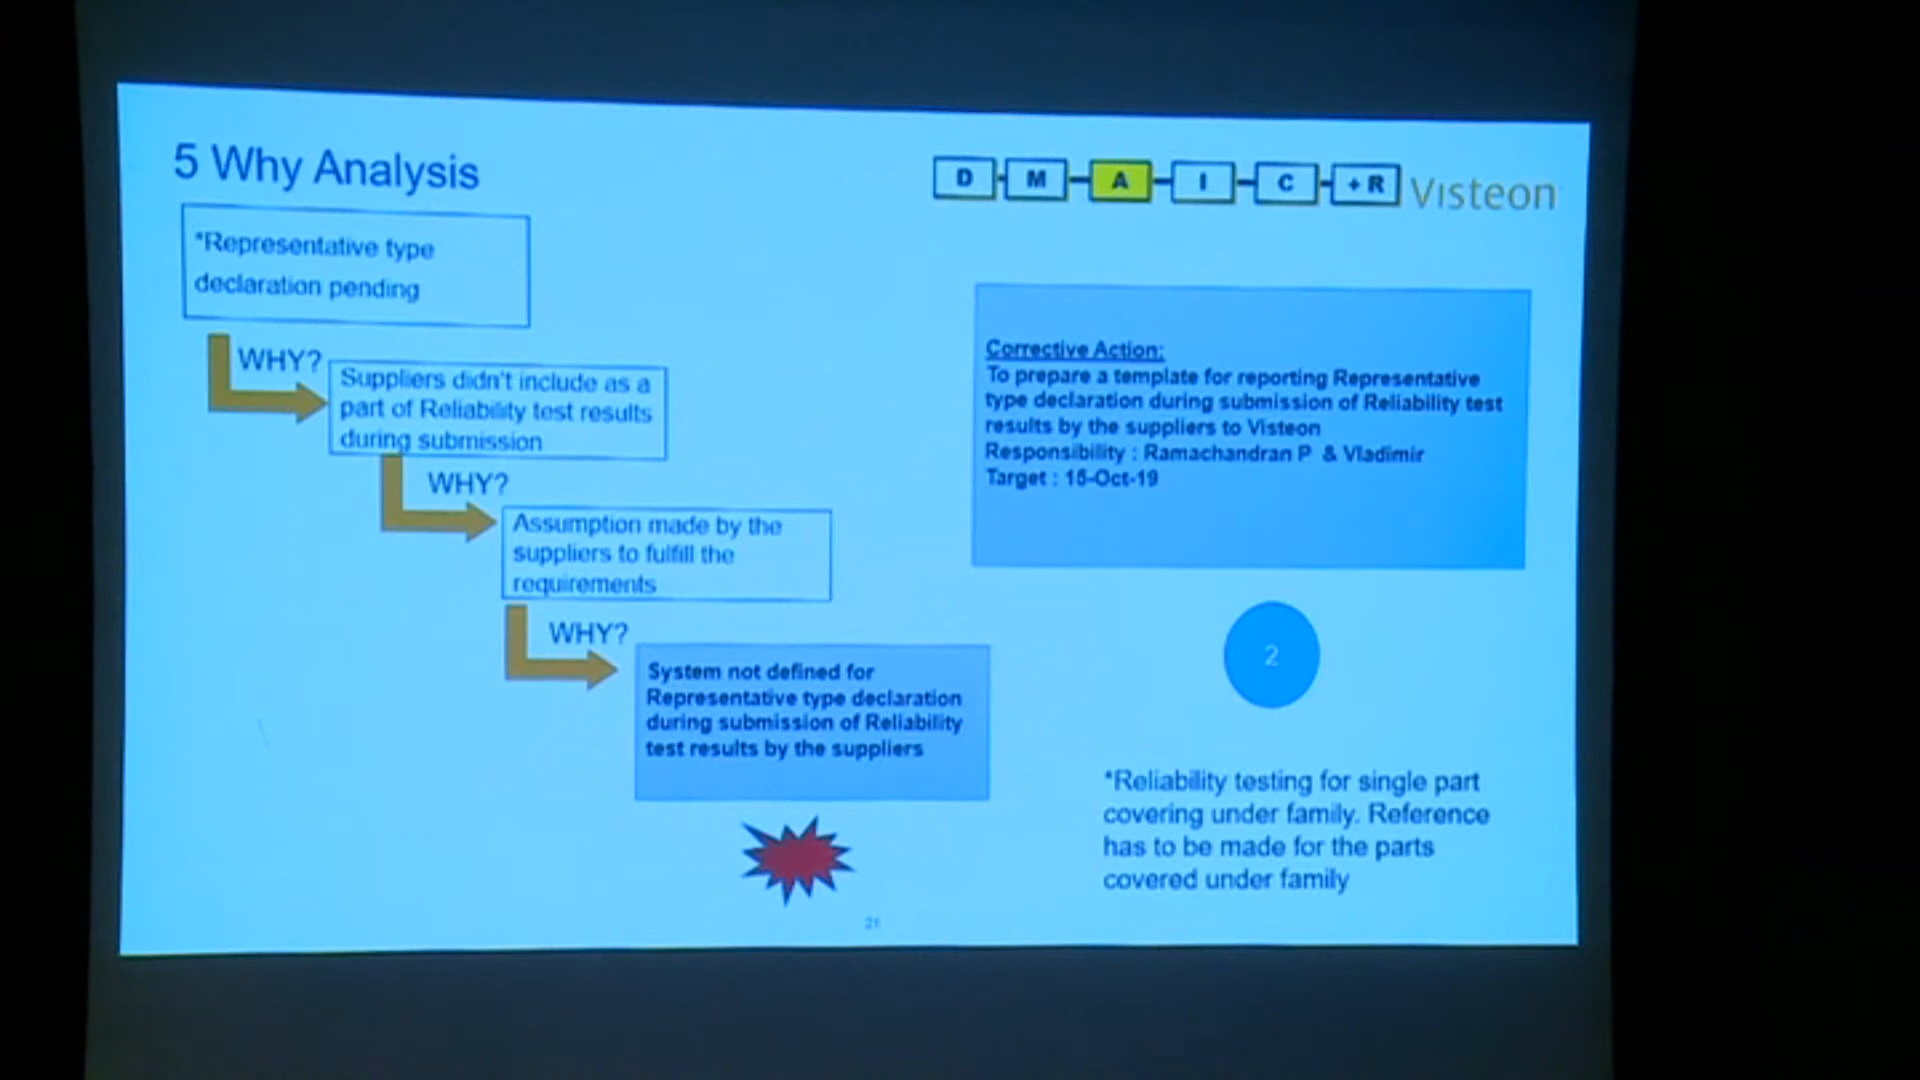 5 Why Analysis
D M A I C +R Visteon
*Representative type
declaration pending
WHY?
Suppliers didn't include as a
part of Reliability test results
during submission
WHY?
Assumption made by the
suppliers to fulfill the
requirements
WHY?
System not defined for
Representative type declaration
during submission of Reliability
test results by the suppliers
Corrective Action:
To prepare a template for reporting Representative
type declaration during submission of Reliability test
results by the suppliers to Visteon
Responsibility : Ramachandran P & Vladimir
Target : 15-Oct-19
2
*Reliability testing for single part
covering under family. Reference
has to be made for the parts
covered under family
21